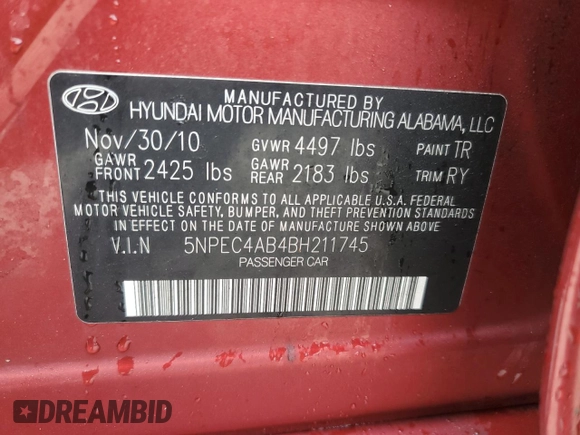 MANUFACTURED BY
HYUNDAI MOTOR MANUFACTURING ALABAMA, LLC
Nov/30/10 GVWR 4497 lbs PAINT TR
GAWR FRONT 2425 lbs GAWR REAR 2183 lbs TRIM RY
THIS VEHICLE CONFORMS TO ALL APPLICABLE U.S.A. FEDERAL
MOTOR VEHICLE SAFETY, BUMPER, AND THEFT PREVENTION STANDARDS
IN EFFECT ON THE DATE OF MANUFACTURE SHOWN ABOVE
V.I.N 5NPEC4AB4BH211745
PASSENGER CAR
DREAMBID